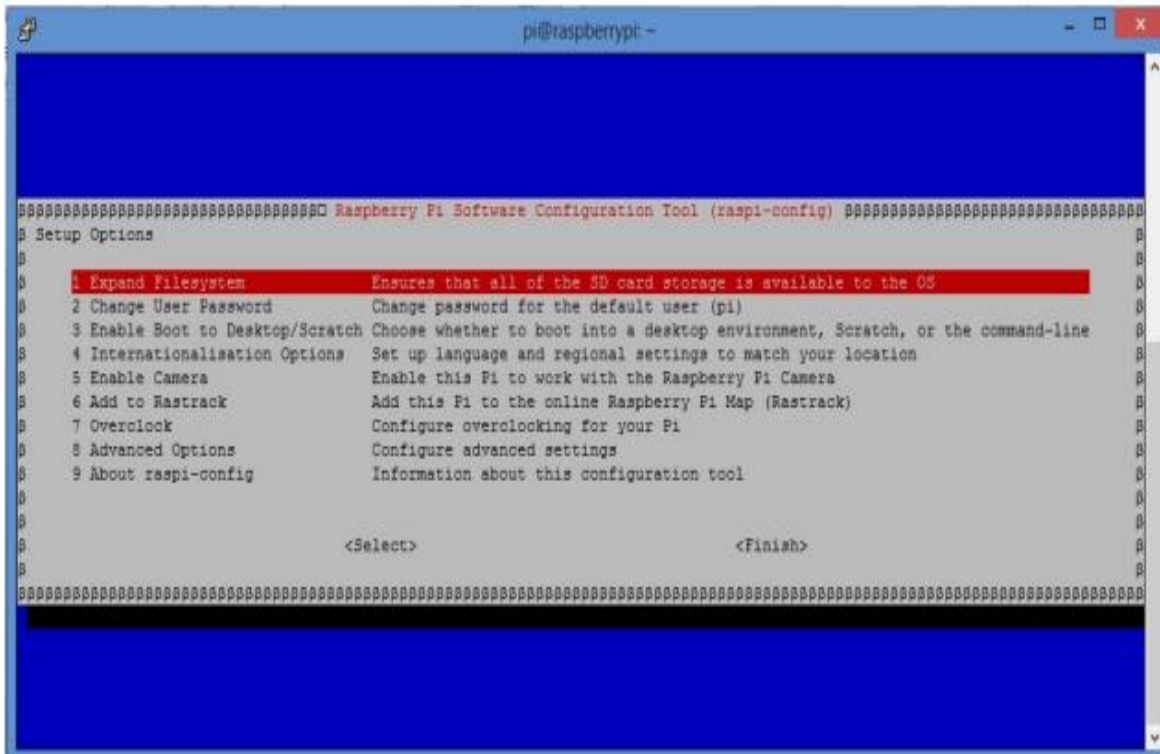 pi@raspberrypi: ~
Raspberry Pi Software Configuration Tool (raspi-config)
Setup Options
1 Expand Filesystem Ensures that all of the SD card storage is available to the OS
2 Change User Password Change password for the default user (pi)
3 Enable Boot to Desktop/Scratch Choose whether to boot into a desktop environment, Scratch, or the command-line
4 Internationalisation Options Set up language and regional settings to match your location
5 Enable Camera Enable this Pi to work with the Raspberry Pi Camera
6 Add to Rastrack Add this Pi to the online Raspberry Pi Map (Rastrack)
7 Overclock Configure overclocking for your Pi
8 Advanced Options Configure advanced settings
9 About raspi-config Information about this configuration tool
<Select> <Finish>